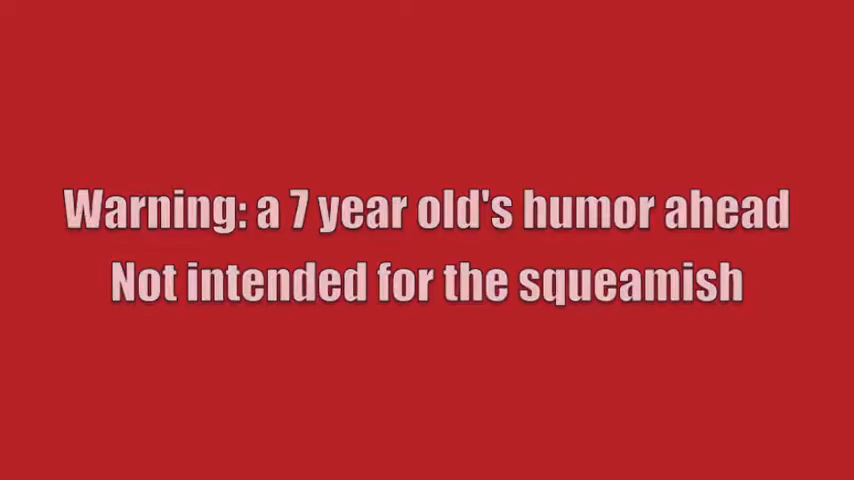 Warning: a 7 year old's humor ahead
Not intended for the squeamish